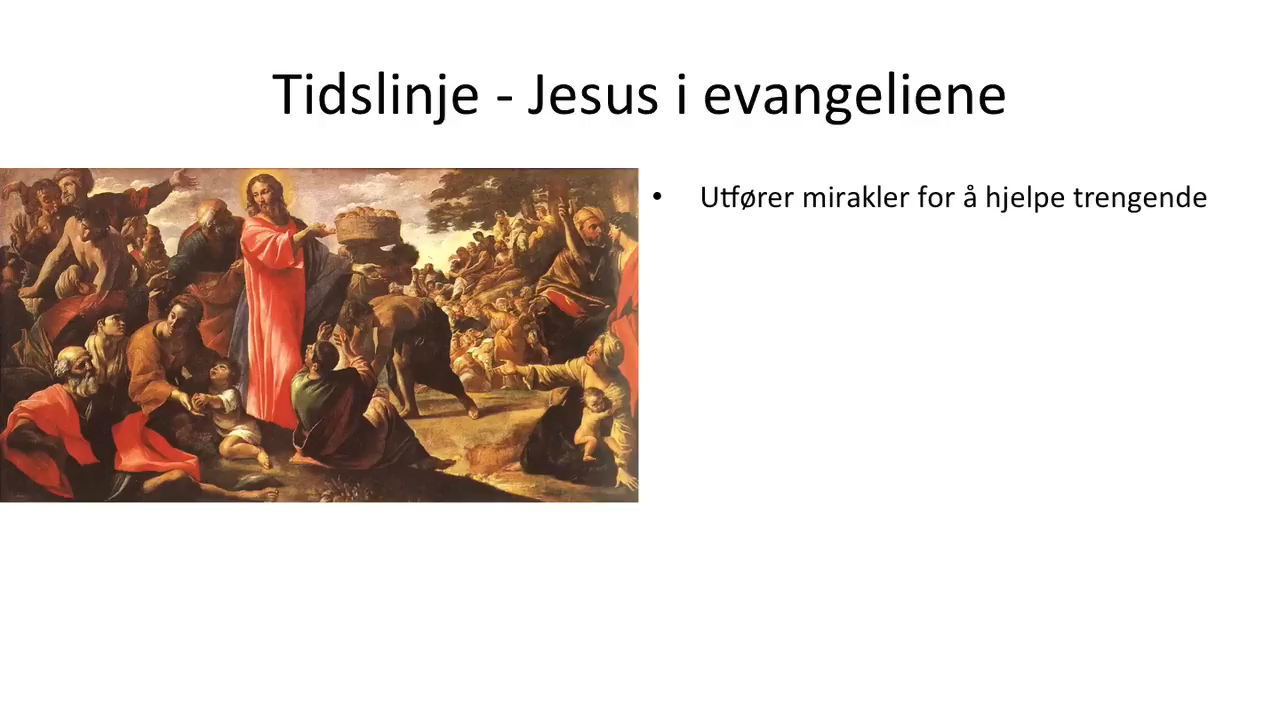 Tidslinje - Jesus i evangeliene
• Utfører mirakler for å hjelpe trengende